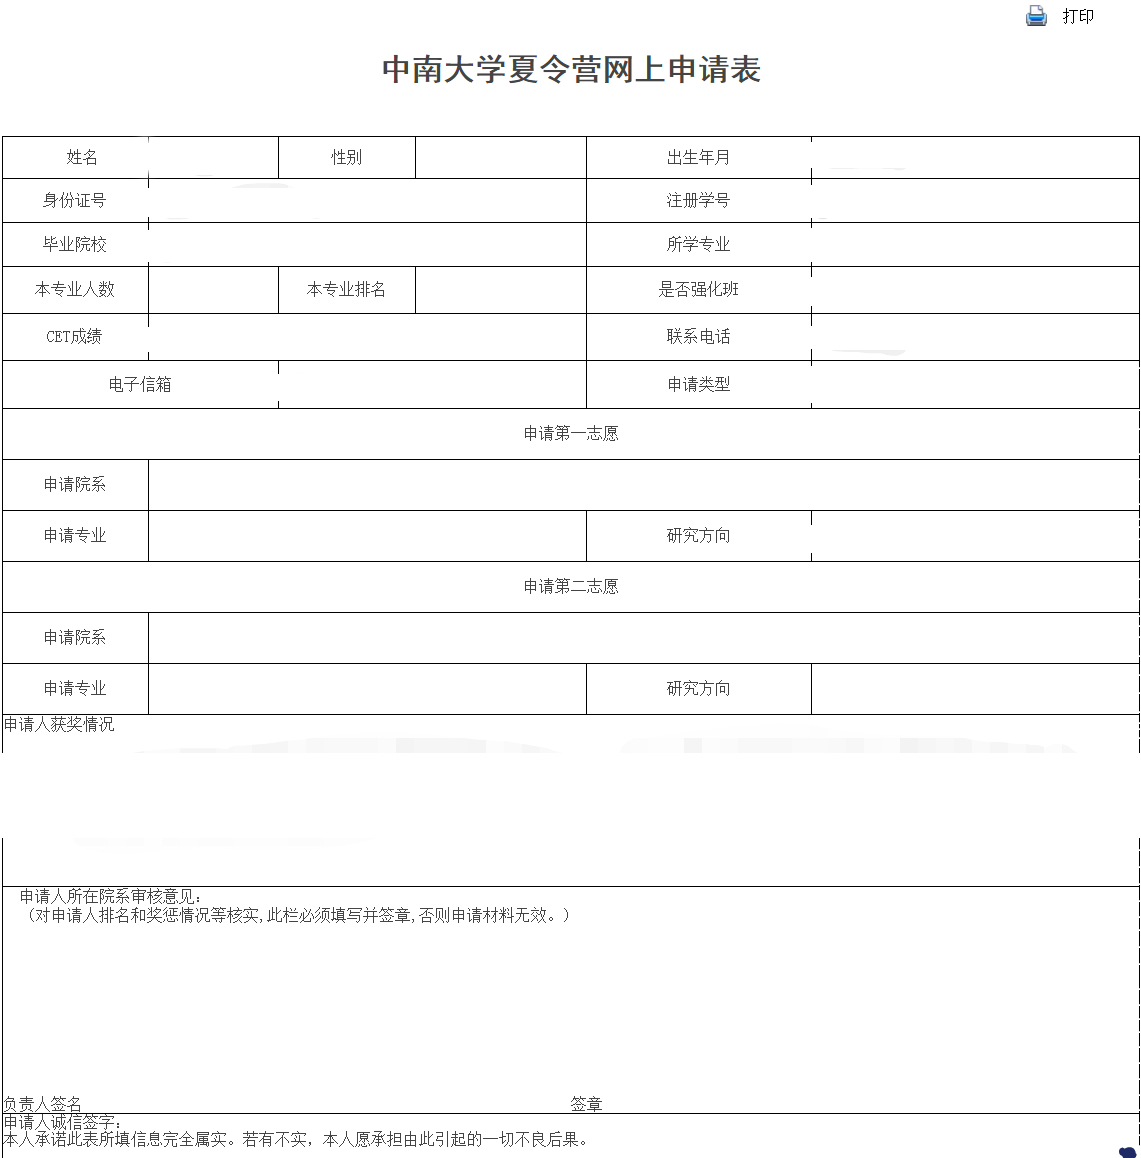 打印
中南大学夏令营网上申请表
姓名 性别 出生年月
身份证号 注册学号
毕业院校 所学专业
本专业人数 本专业排名 是否强化班
CET成绩 联系电话
电子信箱 申请类型
申请第一志愿
申请院系
申请专业 研究方向
申请第二志愿
申请院系
申请专业 研究方向
申请人获奖情况
申请人所在院系审核意见：
（对申请人排名和奖惩情况等核实,此栏必须填写并签章,否则申请材料无效。）
负责人签名 签章
申请人诚信签字：
本人承诺此表所填信息完全属实。若有不实，本人愿承担由此引起的一切不良后果。